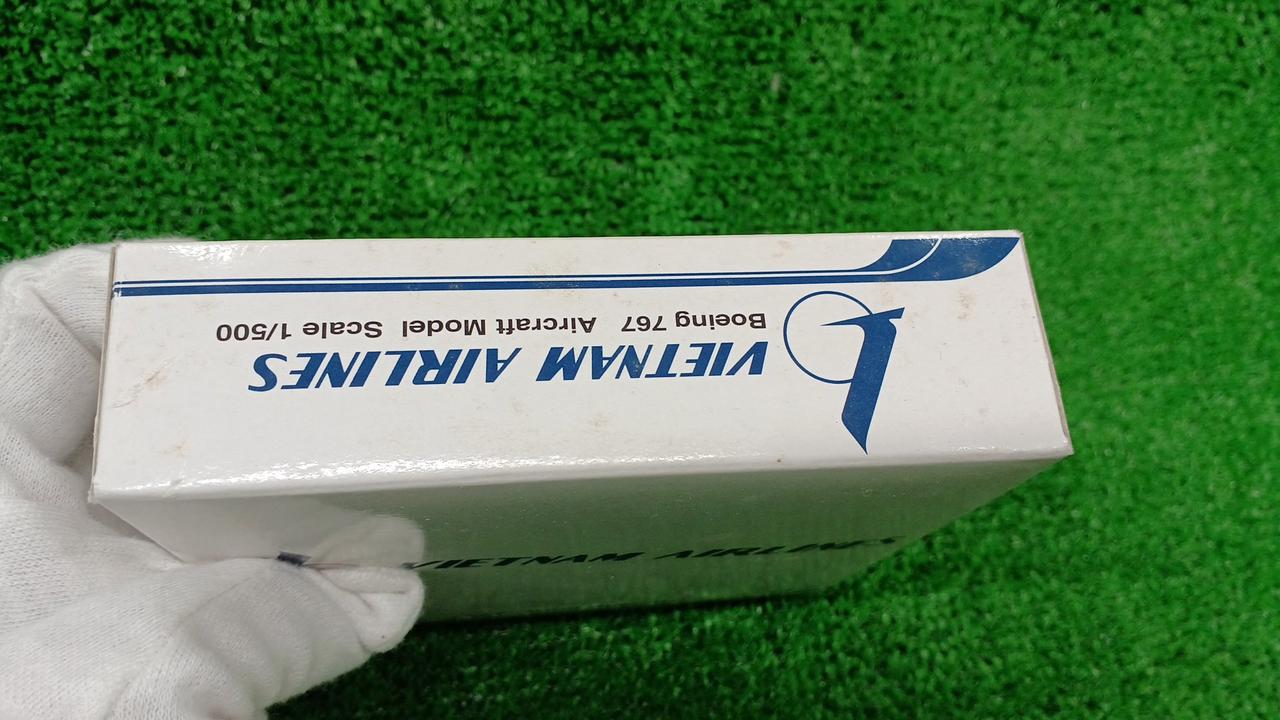 VIETNAM AIRLINES
Boeing 767 Aircraft Model Scale 1/500
VIETNAM AIRLINES